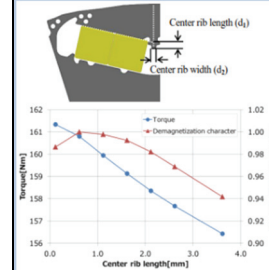 Center rib length (d₁)
Center rib width (d₂)
162
161
160
159
158
157
156
Torque[Nm]
Torque
Demagnetization character
1.02
1.00
0.98
0.96
0.94
0.92
0.90
0.0 1.0 2.0 3.0 4.0
Center rib length[mm]